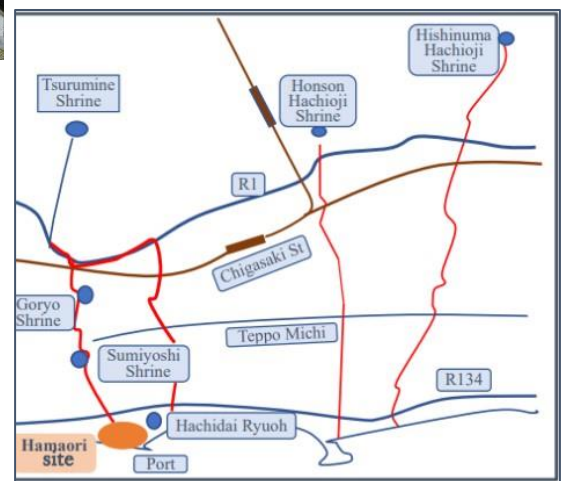 Hishinuma
Hachioji
Shrine
Tsurumine
Shrine
Honson
Hachioji
Shrine
R1
Chigasaki St
Goryo
Shrine
Teppo Michi
Sumiyoshi
Shrine
R134
Hachidai Ryuoh
Hamaori
site
Port